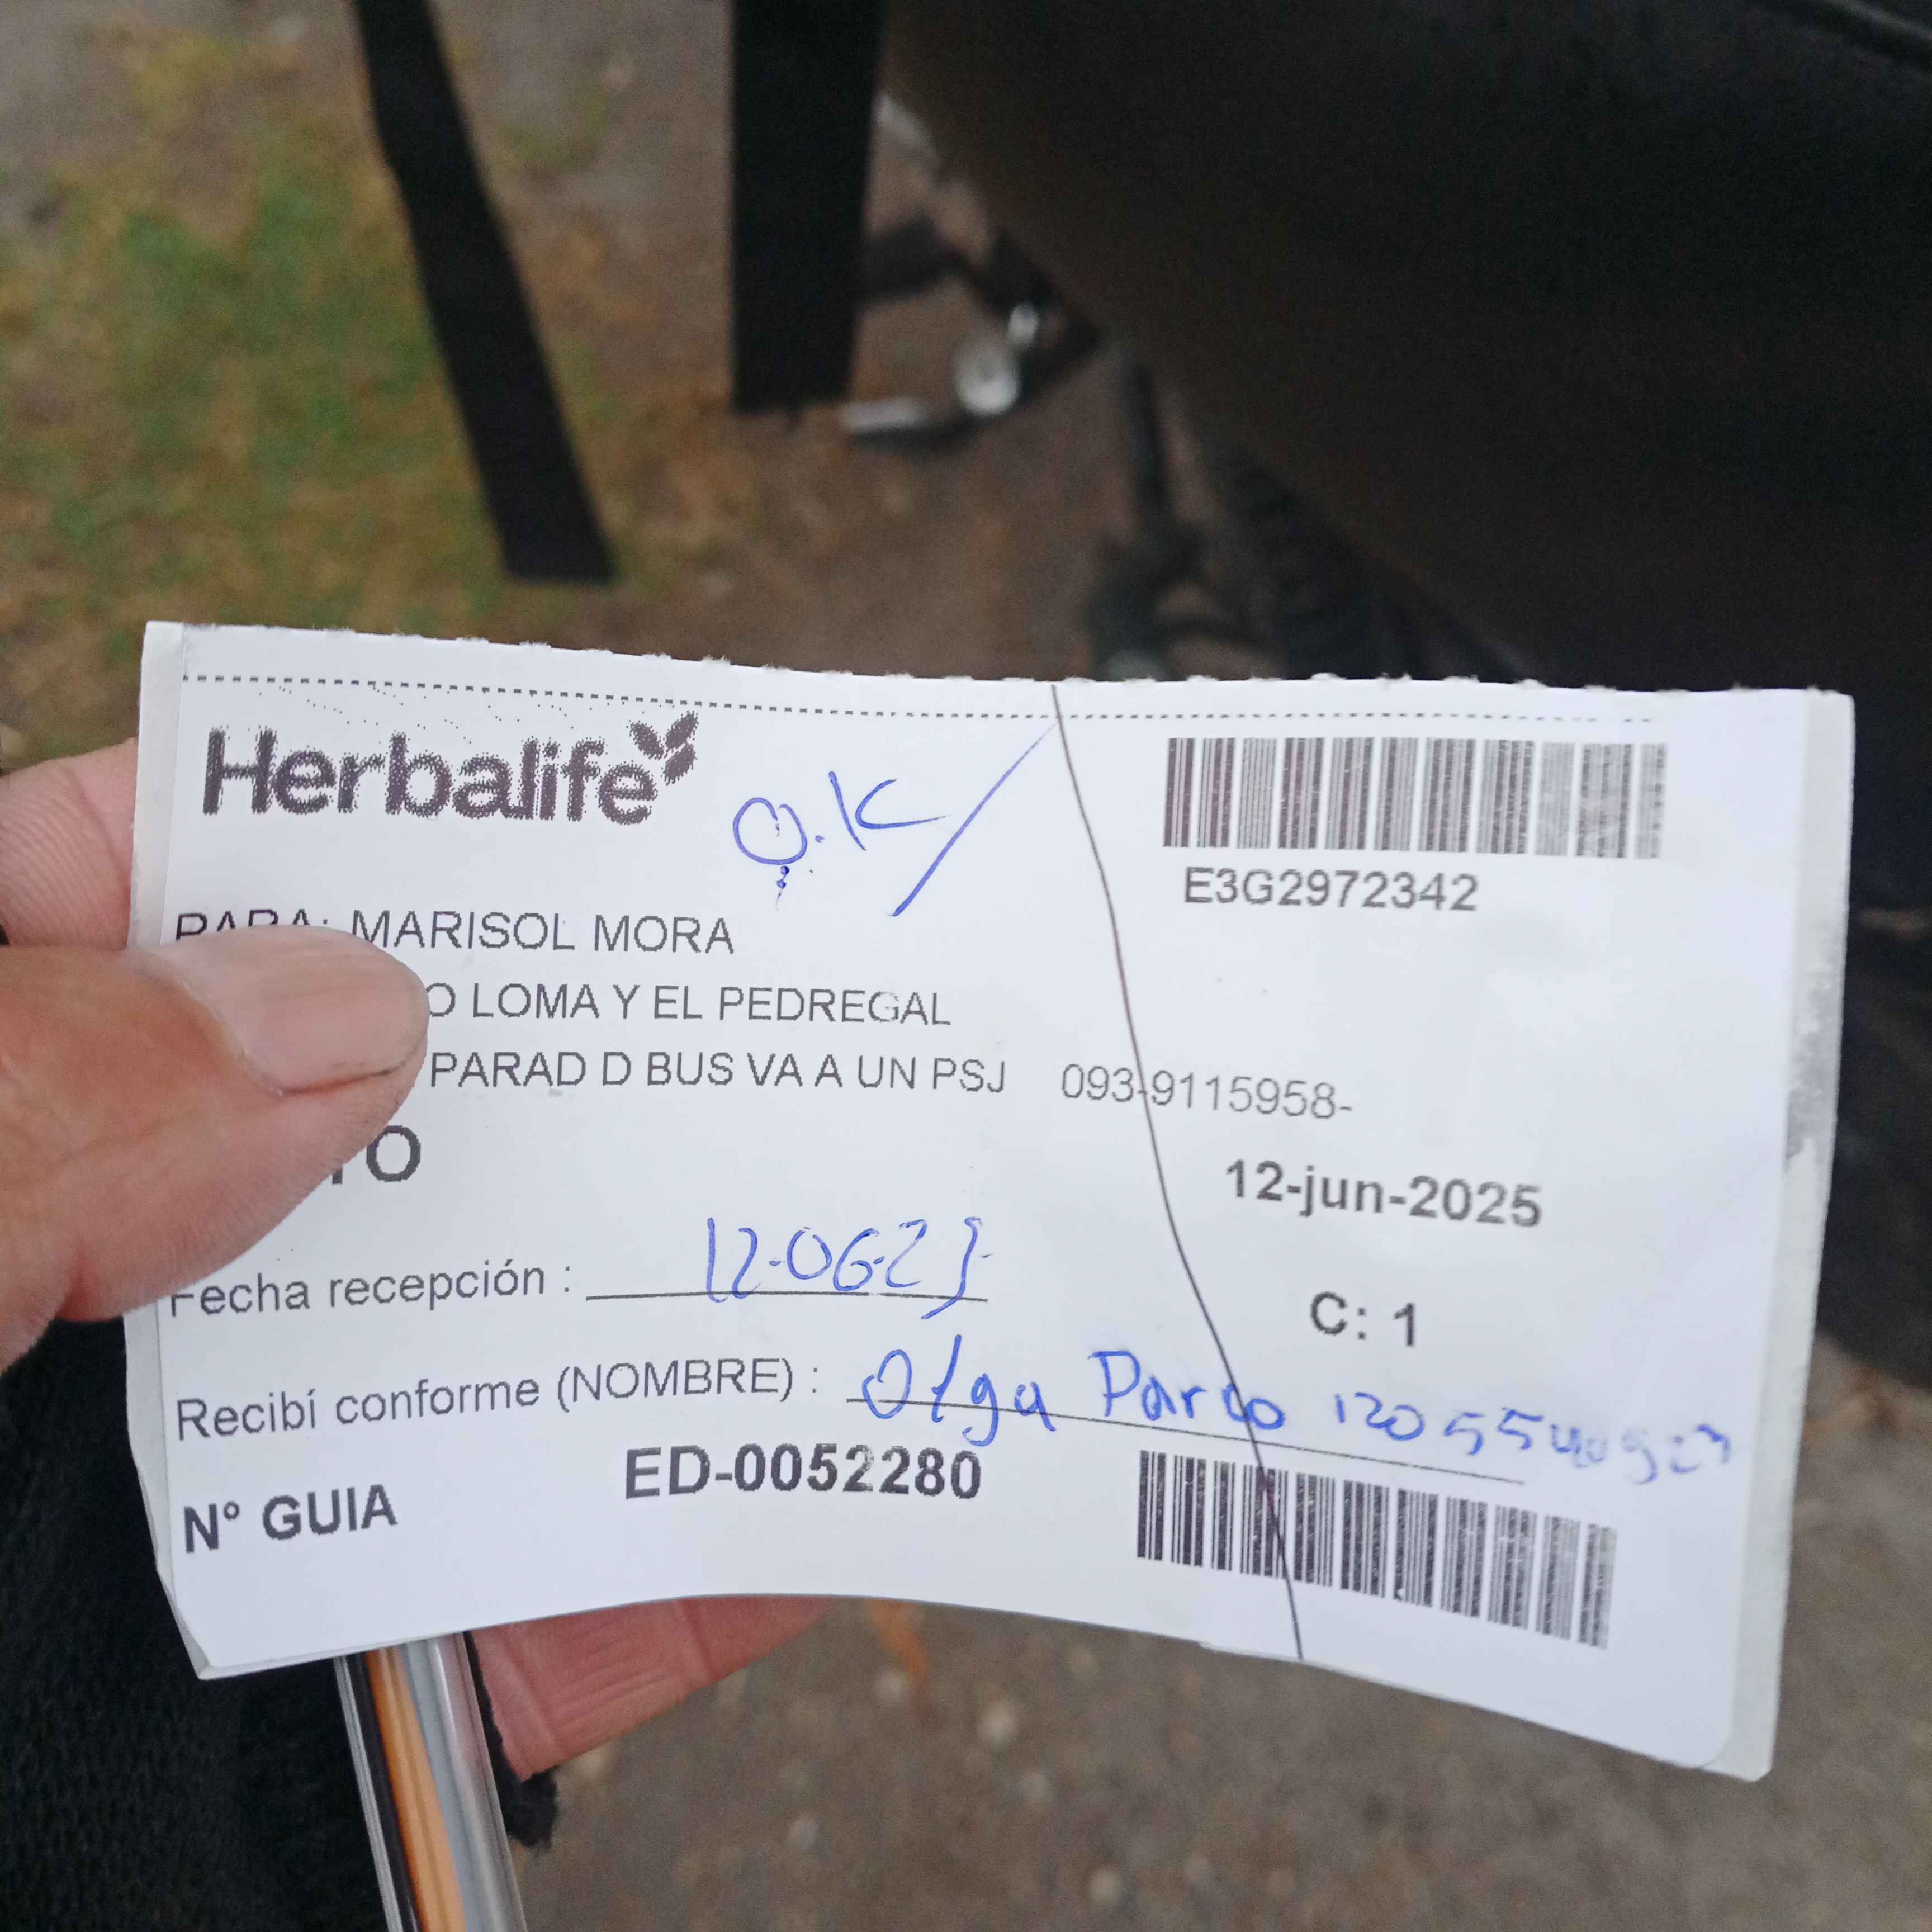 Herbalife
O.K/
E3G2972342
PARA: MARISOL MORA
O LOMA Y EL PEDREGAL
PARAD D BUS VA A UN PSJ 093-9115958-
TO
12-jun-2025
Fecha recepción : 12-06-25
C: 1
Recibí conforme (NOMBRE) : Olga Parco
N° GUIA ED-0052280